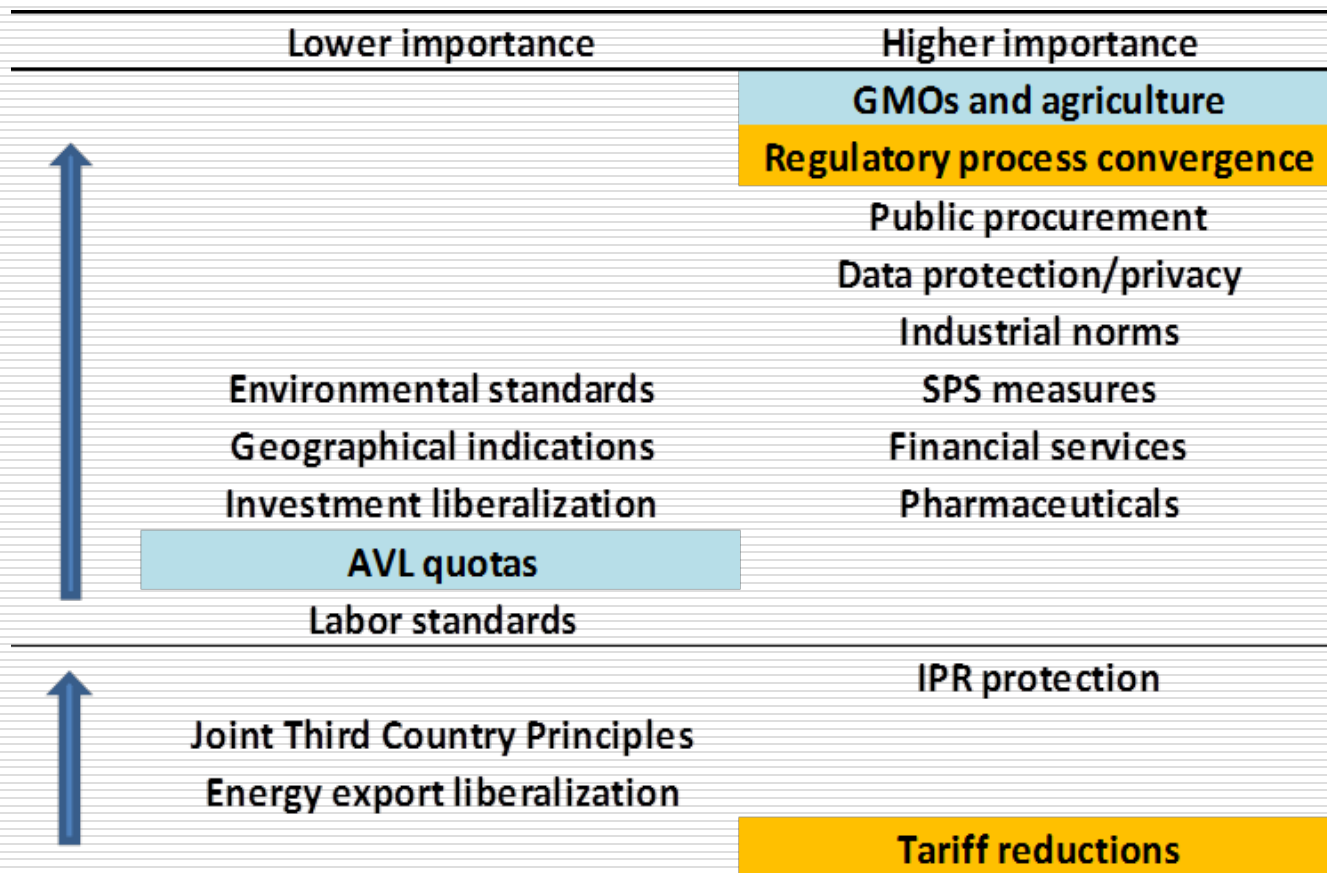 Lower importance Higher importance
GMOs and agriculture
Regulatory process convergence
Public procurement
Data protection/privacy
Industrial norms
Environmental standards SPS measures
Geographical indications Financial services
Investment liberalization Pharmaceuticals
AVL quotas
Labor standards
IPR protection
Joint Third Country Principles
Energy export liberalization
Tariff reductions